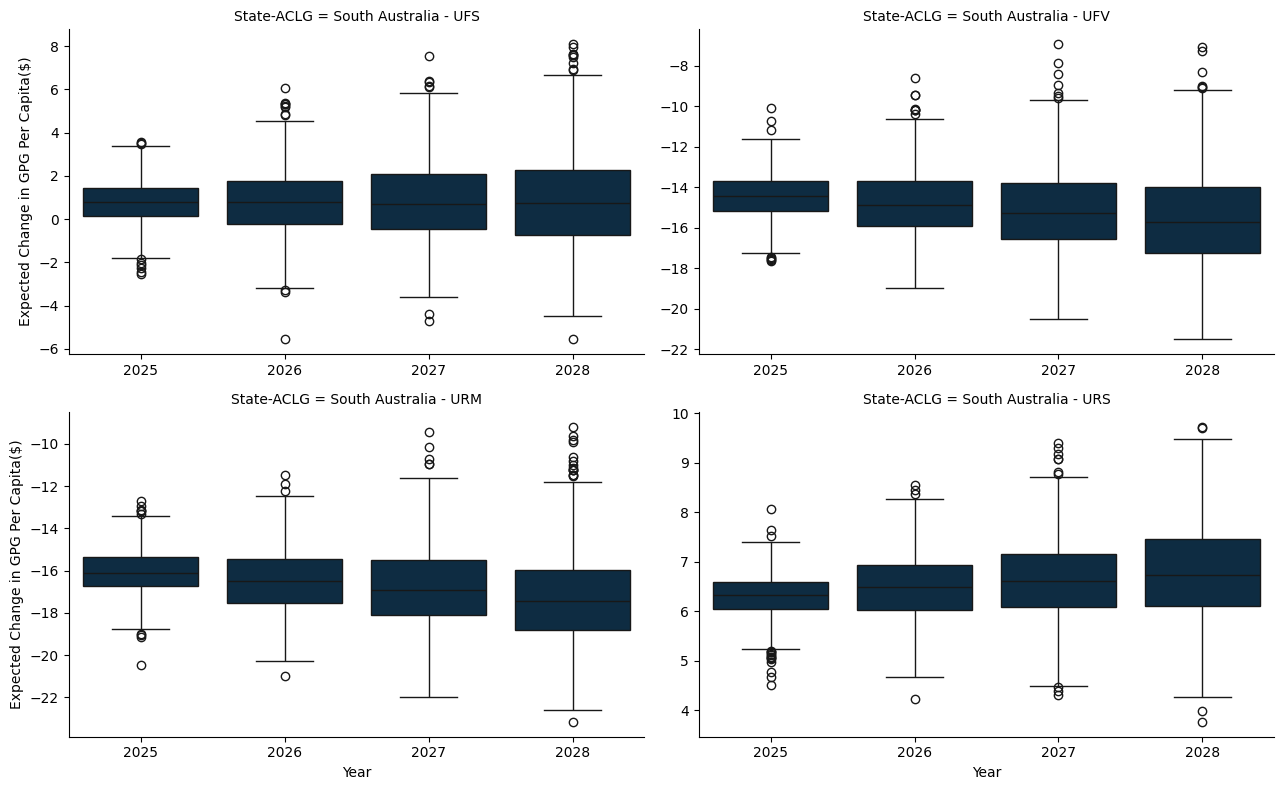 State-ACLG = South Australia - UFS
Expected Change in GPG Per Capita($)
8
6
4
2
0
−2
−4
−6
2025 2026 2027 2028
State-ACLG = South Australia - UFV
−8
−10
−12
−14
−16
−18
−20
−22
2025 2026 2027 2028
State-ACLG = South Australia - URM
Expected Change in GPG Per Capita($)
−10
−12
−14
−16
−18
−20
−22
2025 2026 2027 2028
Year
State-ACLG = South Australia - URS
10
9
8
7
6
5
4
2025 2026 2027 2028
Year